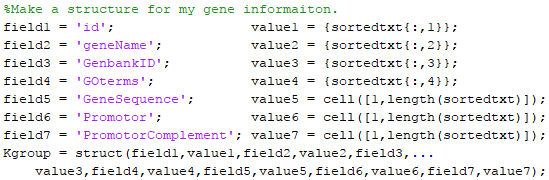 %Make a structure for my gene informaiton.
field1 = 'id'; value1 = {sortedtxt{:,1}};
field2 = 'geneName'; value2 = {sortedtxt{:,2}};
field3 = 'GenbankID'; value3 = {sortedtxt{:,3}};
field4 = 'GOterms'; value4 = {sortedtxt{:,4}};
field5 = 'GeneSequence'; value5 = cell([1,length(sortedtxt)]);
field6 = 'Promotor'; value6 = cell([1,length(sortedtxt)]);
field7 = 'PromotorComplement'; value7 = cell([1,length(sortedtxt)]);
Kgroup = struct(field1,value1,field2,value2,field3,...
value3,field4,value4,field5,value5,field6,value6,field7,value7);